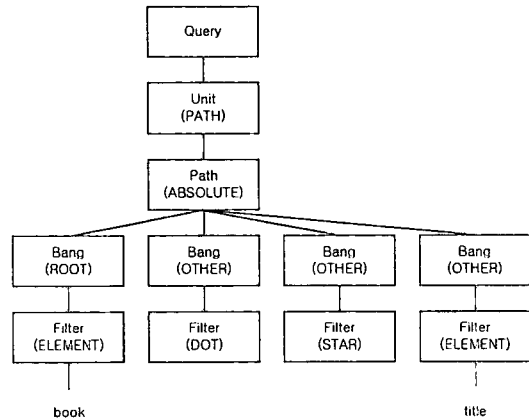 Query
Unit
(PATH)
Path
(ABSOLUTE)
Bang
(ROOT)
Bang
(OTHER)
Bang
(OTHER)
Bang
(OTHER)
Filter
(ELEMENT)
Filter
(DOT)
Filter
(STAR)
Filter
(ELEMENT)
book
title